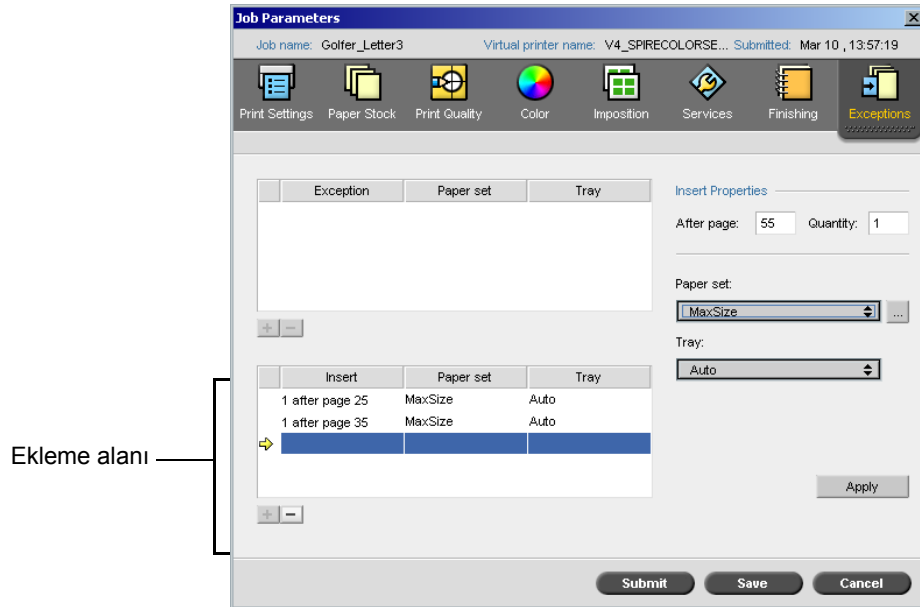 Job Parameters
Job name: Golfer_Letter3 Virtual printer name: V4_SPIRECOLORSE... Submitted: Mar 10 , 13:57:19
Print Settings Paper Stock Print Quality Color Imposition Services Finishing Exceptions
Exception Paper set Tray
Insert Properties
After page: 55 Quantity: 1
Paper set:
MaxSize ...
Tray:
Auto
+ −
Insert Paper set Tray
1 after page 25 MaxSize Auto
1 after page 35 MaxSize Auto
Ekleme alanı
Apply
+ −
Submit Save Cancel